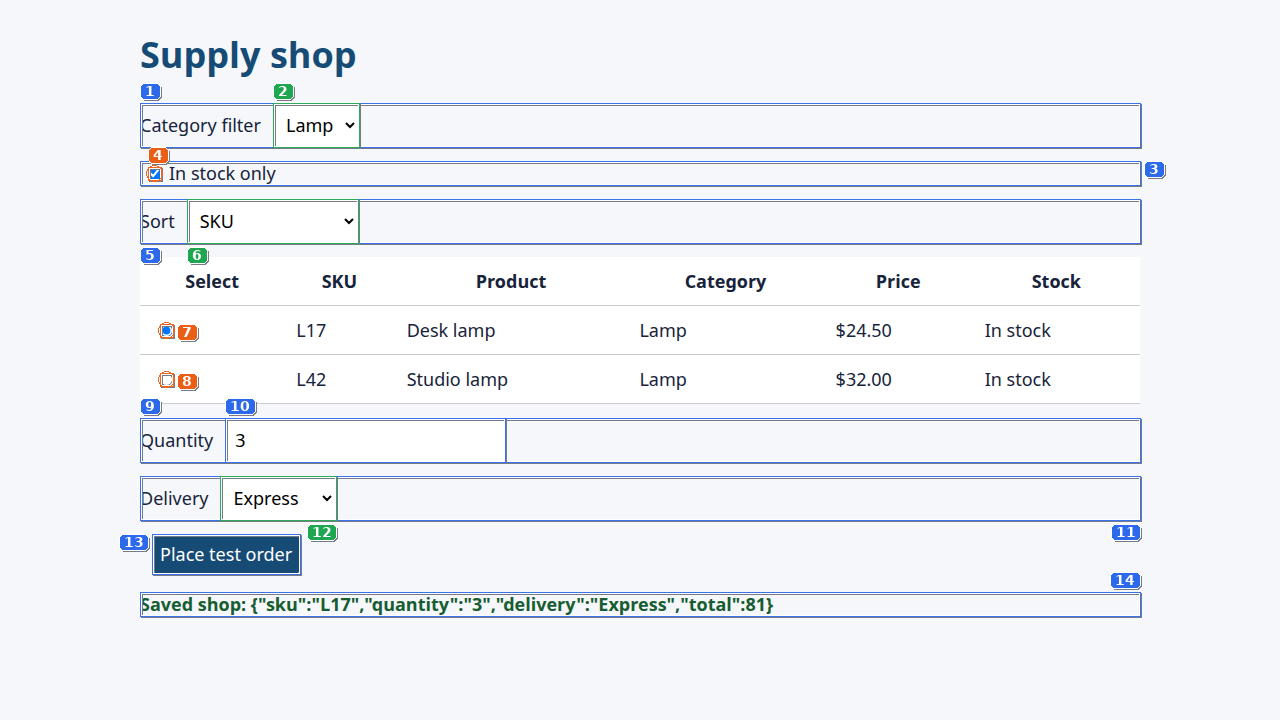 Supply shop
1 2
Category filter Lamp
4
In stock only 3
Sort SKU
5 6
Select SKU Product Category Price Stock
7 L17 Desk lamp Lamp $24.50 In stock
8 L42 Studio lamp Lamp $32.00 In stock
9 10
Quantity 3
Delivery Express
13 Place test order 12 11
14
Saved shop: {"sku":"L17","quantity":"3","delivery":"Express","total":81}